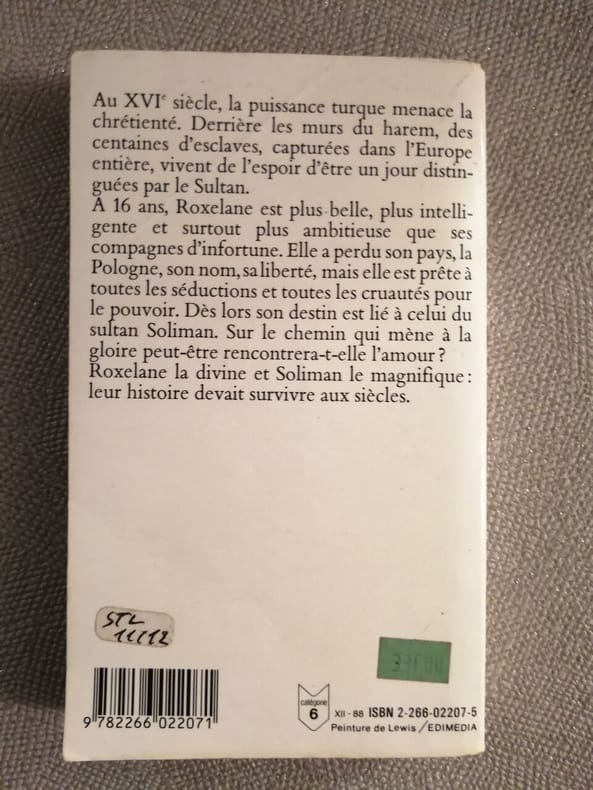 Au XVIᵉ siècle, la puissance turque menace la
chrétienté. Derrière les murs du harem, des
centaines d'esclaves, capturées dans l'Europe
entière, vivent de l'espoir d'être un jour distin-
guées par le Sultan.
A 16 ans, Roxelane est plus belle, plus intelli-
gente et surtout plus ambitieuse que ses
compagnes d'infortune. Elle a perdu son pays, la
Pologne, son nom, sa liberté, mais elle est prête à
toutes les séductions et toutes les cruautés pour
le pouvoir. Dès lors son destin est lié à celui du
sultan Soliman. Sur le chemin qui mène à la
gloire peut-être rencontrera-t-elle l'amour ?
Roxelane la divine et Soliman le magnifique :
leur histoire devait survivre aux siècles.
STL
11112
9 782266 022071
catégorie
6
XII - 88 ISBN 2-266-02207-5
Peinture de Lewis / EDIMEDIA